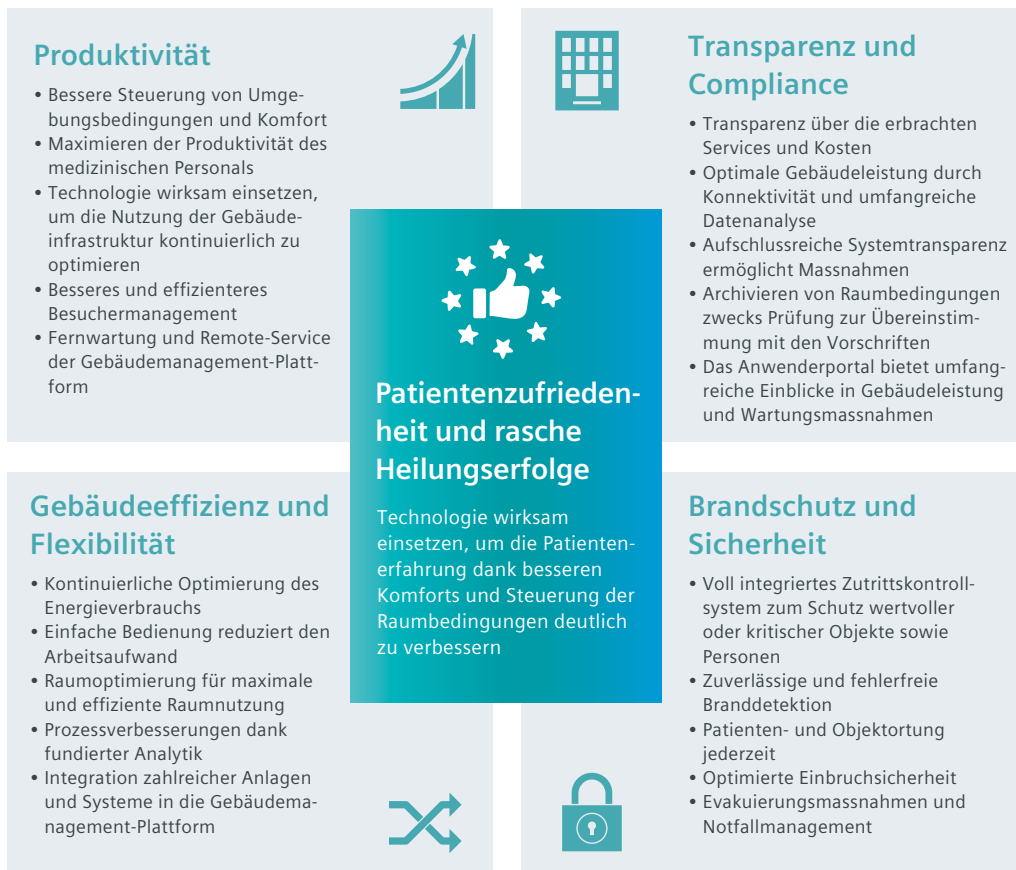 Produktivität
• Bessere Steuerung von Umge-
bungsbedingungen und Komfort
• Maximieren der Produktivität des
medizinischen Personals
• Technologie wirksam einsetzen,
um die Nutzung der Gebäude-
infrastruktur kontinuierlich zu
optimieren
• Besseres und effizienteres
Besuchermanagement
• Fernwartung und Remote-Service
der Gebäudemanagement-Platt-
form
Transparenz und
Compliance
• Transparenz über die erbrachten
Services und Kosten
• Optimale Gebäudeleistung durch
Konnektivität und umfangreiche
Datenanalyse
• Aufschlussreiche Systemtransparenz
ermöglicht Massnahmen
• Archivieren von Raumbedingungen
zwecks Prüfung zur Übereinstim-
mung mit den Vorschriften
• Das Anwenderportal bietet umfang-
reiche Einblicke in Gebäudeleistung
und Wartungsmassnahmen
Patientenzufrieden-
heit und rasche
Heilungserfolge
Technologie wirksam
einsetzen, um die Patienten-
erfahrung dank besseren
Komforts und Steuerung der
Raumbedingungen deutlich
zu verbessern
Gebäudeeffizienz und
Flexibilität
• Kontinuierliche Optimierung des
Energieverbrauchs
• Einfache Bedienung reduziert den
Arbeitsaufwand
• Raumoptimierung für maximale
und effiziente Raumnutzung
• Prozessverbesserungen dank
fundierter Analytik
• Integration zahlreicher Anlagen
und Systeme in die Gebäudema-
nagement-Plattform
Brandschutz und
Sicherheit
• Voll integriertes Zutrittskontroll-
system zum Schutz wertvoller
oder kritischer Objekte sowie
Personen
• Zuverlässige und fehlerfreie
Branddetektion
• Patienten- und Objektortung
jederzeit
• Optimierte Einbruchsicherheit
• Evakuierungsmassnahmen und
Notfallmanagement